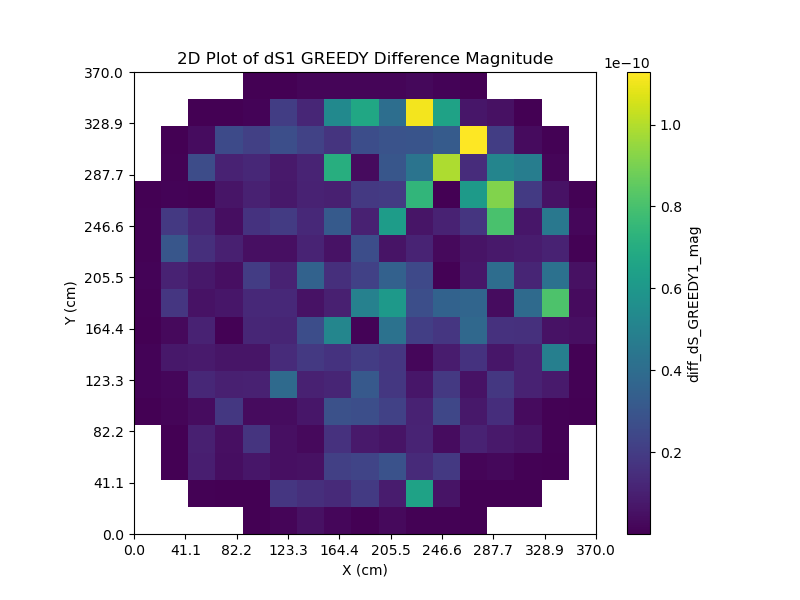 2D Plot of dS1 GREEDY Difference Magnitude
1e−10
370.0
328.9
287.7
246.6
205.5
164.4
123.3
82.2
41.1
0.0
Y (cm)
0.0 41.1 82.2 123.3 164.4 205.5 246.6 287.7 328.9 370.0
X (cm)
1.0
0.8
0.6
0.4
0.2
diff_dS_GREEDY1_mag